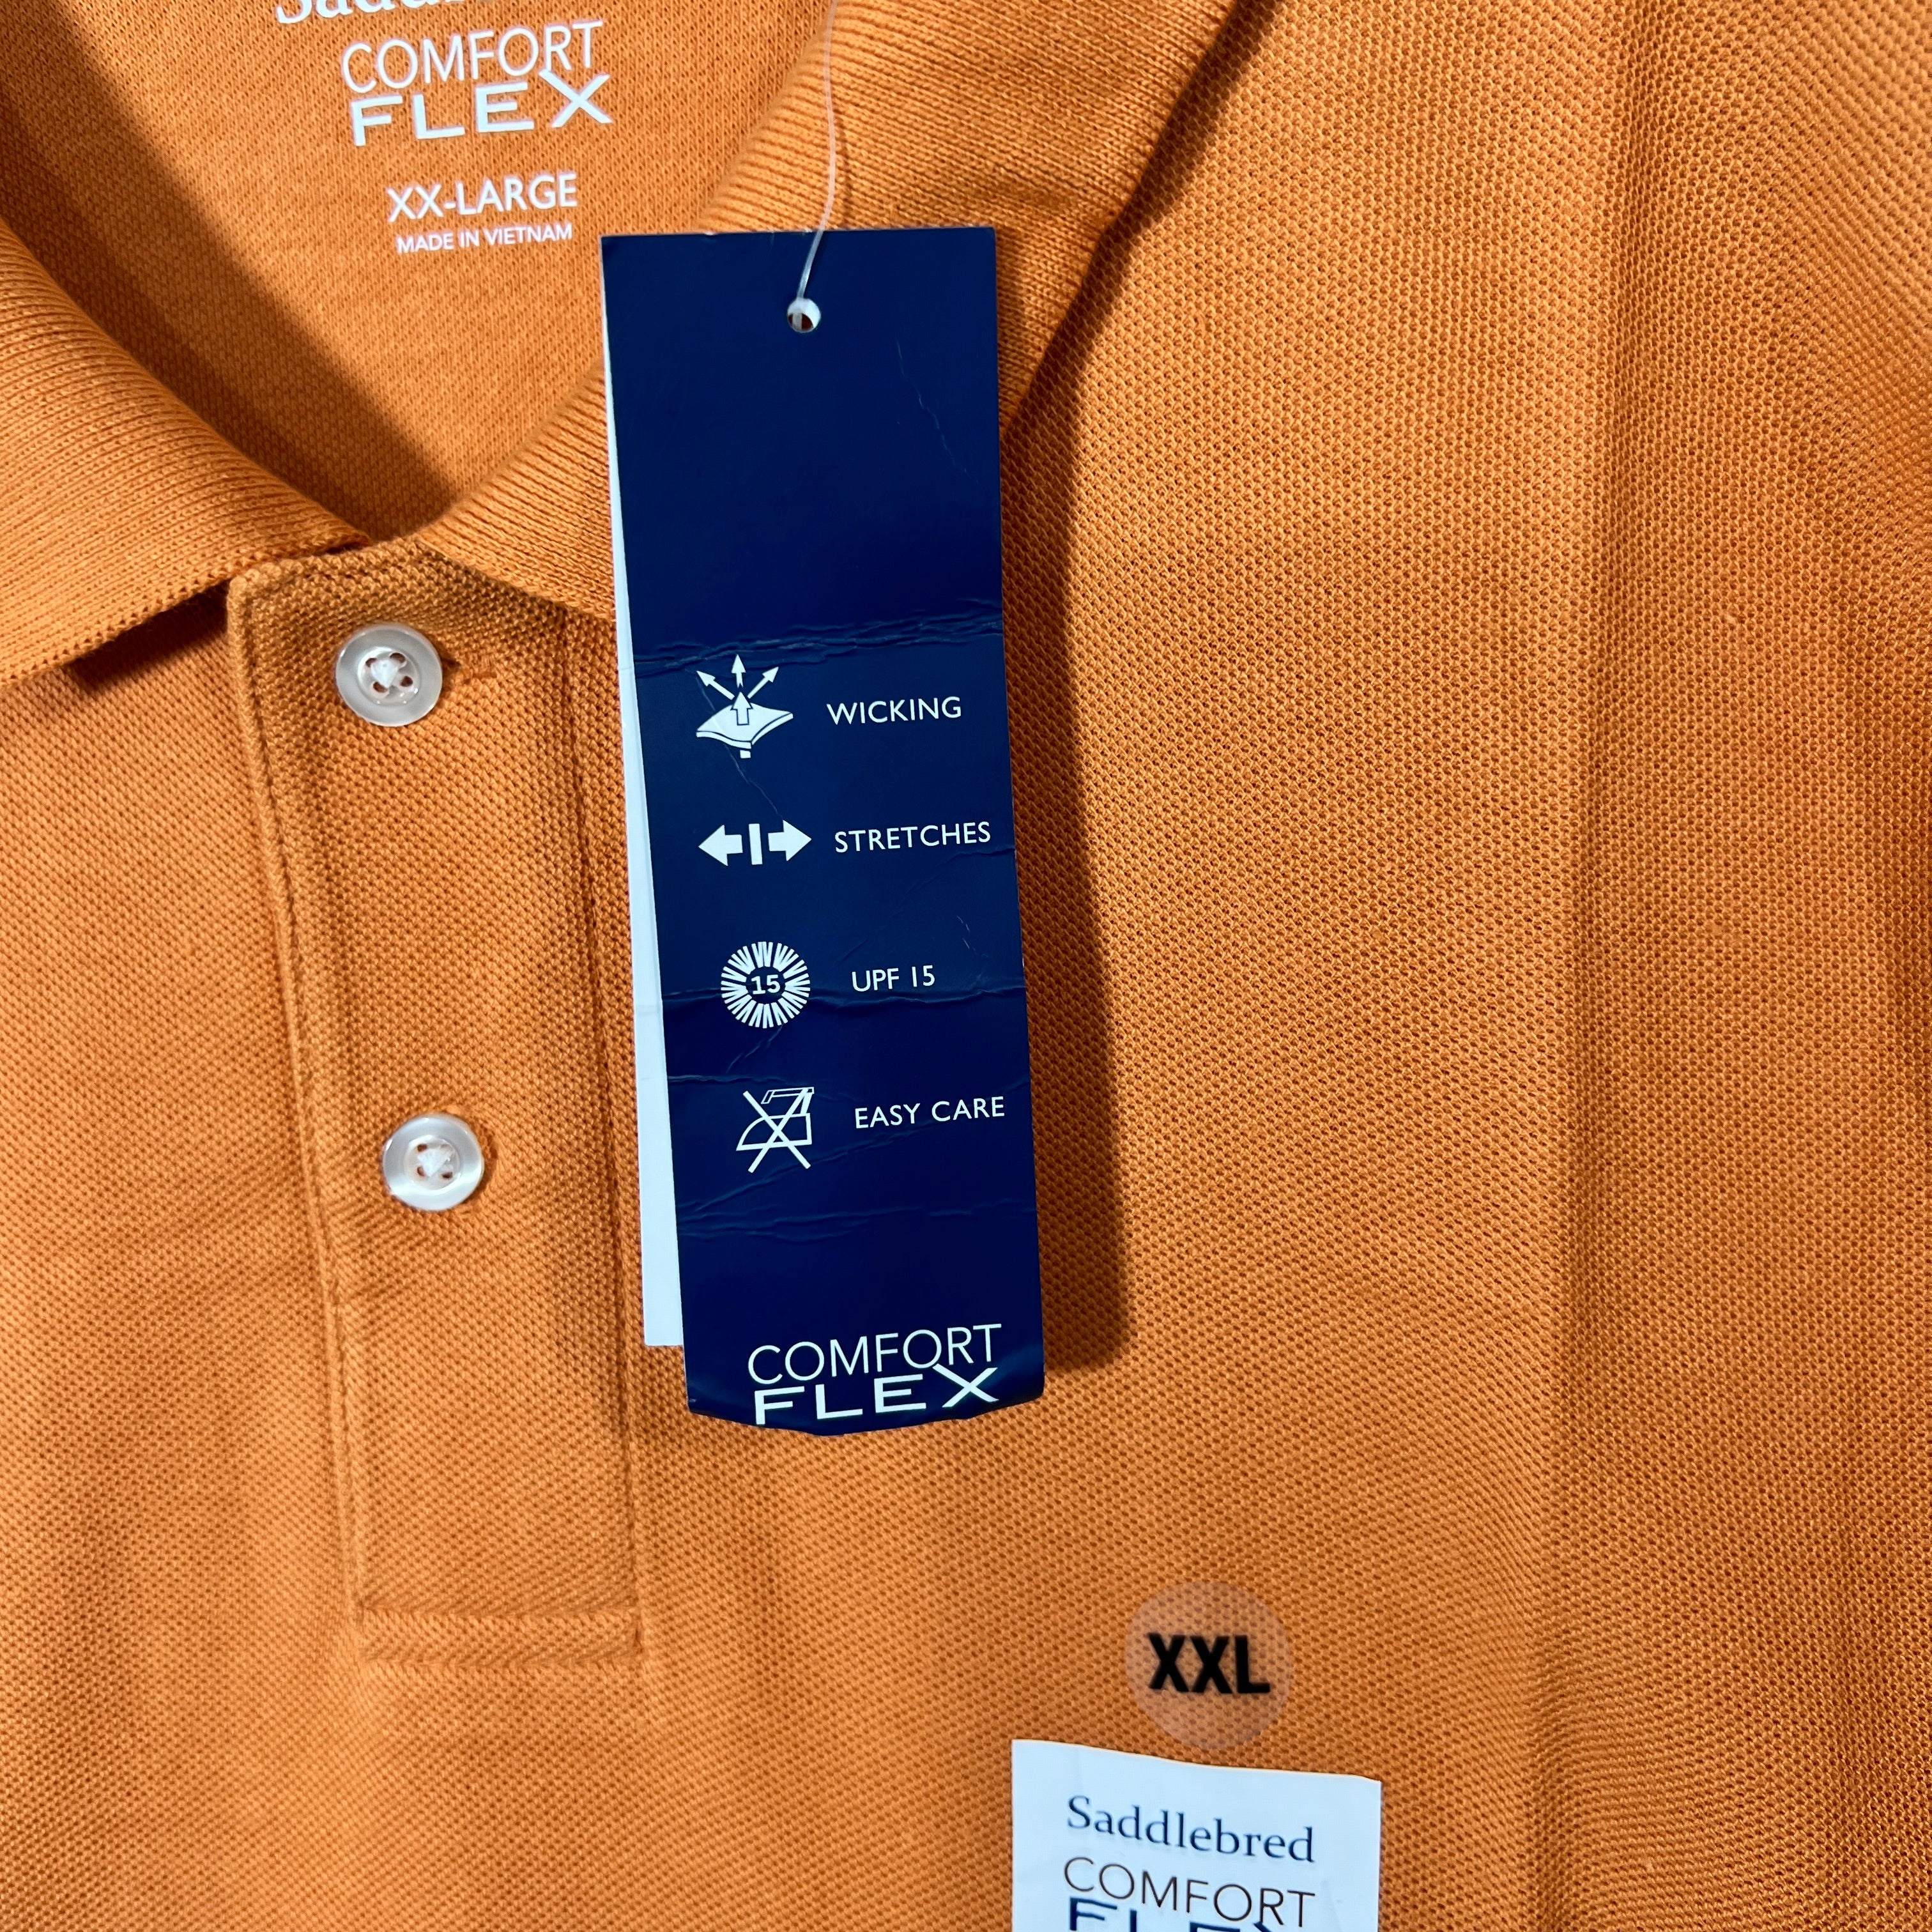 COMFORT
FLEX
XX-LARGE
MADE IN VIETNAM
WICKING
STRETCHES
15
UPF 15
EASY CARE
COMFORT
FLEX
XXL
Saddlebred
COMFORT
FLEX